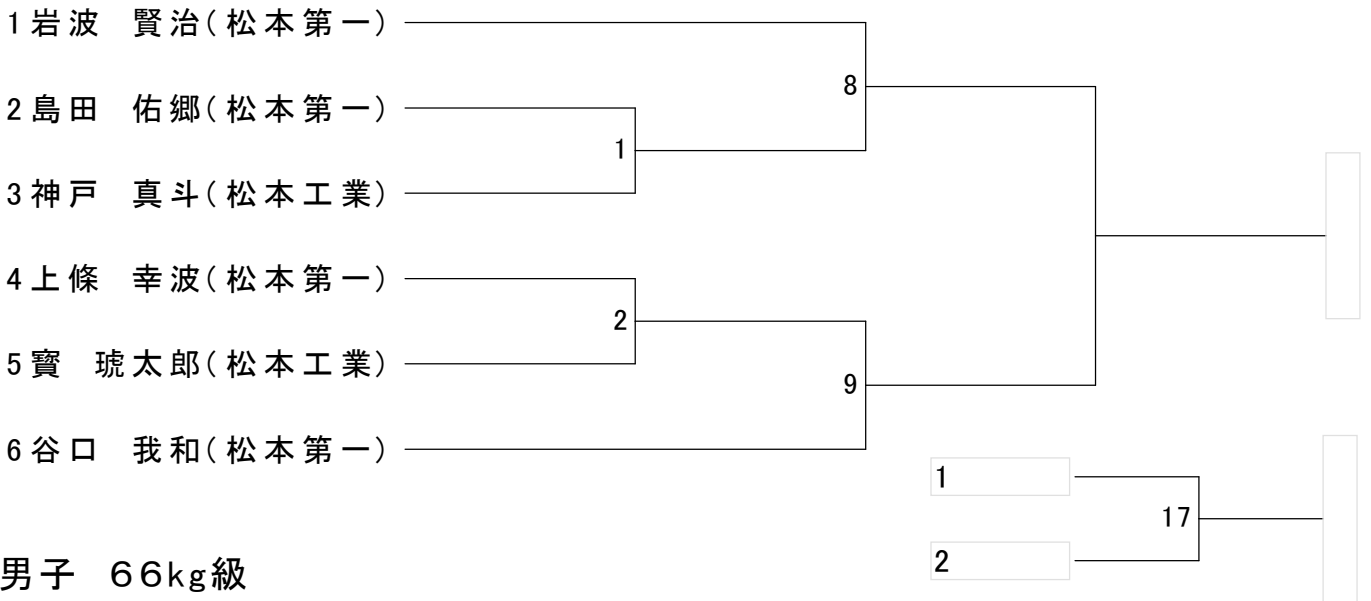 1岩波　賢治(松本第一)
8
2島田　佑郷(松本第一)
1
3神戸　真斗(松本工業)
4上條　幸波(松本第一)
2
5寳　琥太郎(松本工業)
9
6谷口　我和(松本第一)
1
17
2
男子　６６kg級